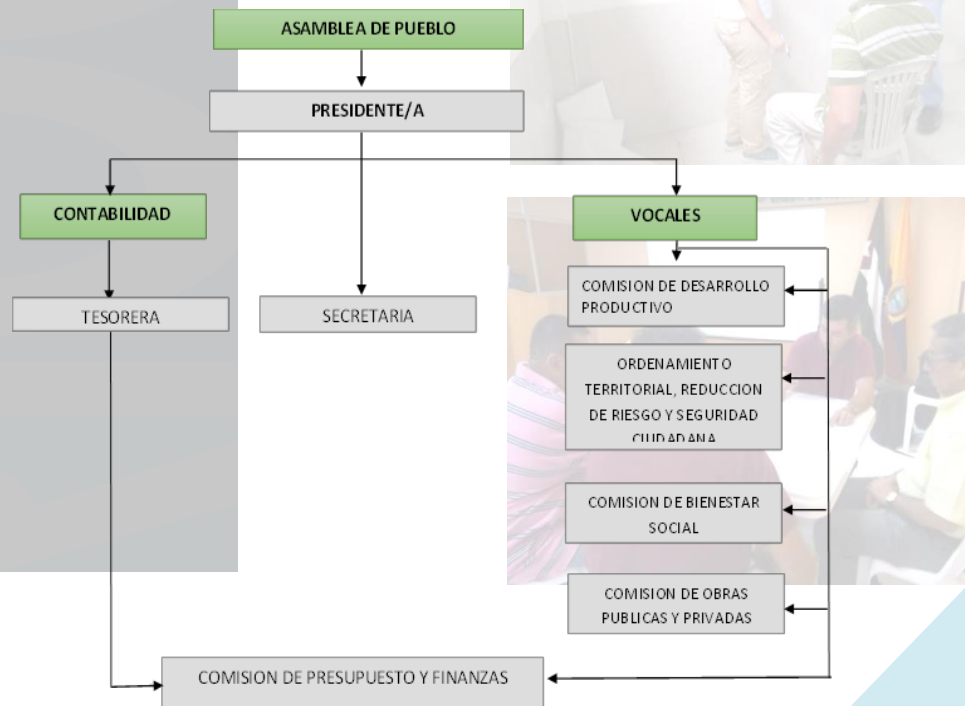 ASAMBLEA DE PUEBLO
PRESIDENTE/A
CONTABILIDAD
VOCALES
TESORERA
SECRETARIA
COMISION DE DESARROLLO
PRODUCTIVO
ORDENAMIENTO
TERRITORIAL, REDUCCION
DE RIESGO Y SEGURIDAD
CIUDADANA
COMISION DE BIENESTAR
SOCIAL
COMISION DE OBRAS
PUBLICAS Y PRIVADAS
COMISION DE PRESUPUESTO Y FINANZAS